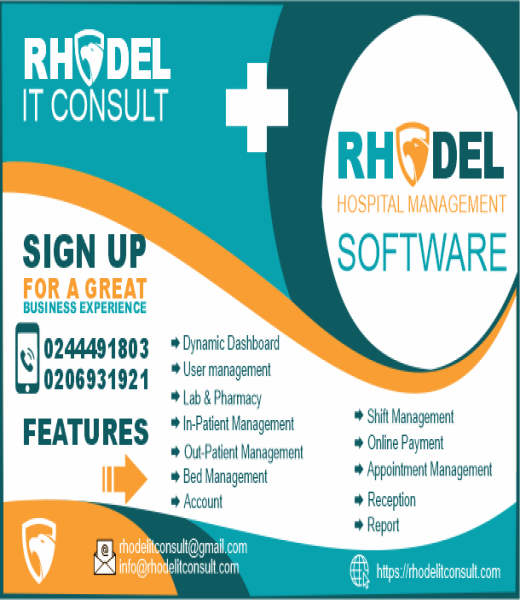 RHODEL
IT CONSULT
RHODEL
HOSPITAL MANAGEMENT
SOFTWARE
SIGN UP
FOR A GREAT
BUSINESS EXPERIENCE
0244491803
0206931921
FEATURES
Dynamic Dashboard
User management
Lab & Pharmacy
In-Patient Management
Out-Patient Management
Bed Management
Account
Shift Management
Online Payment
Appointment Management
Reception
Report
rhodelitconsult@gmail.com
info@rhodelitconsult.com
https://rhodelitconsult.com